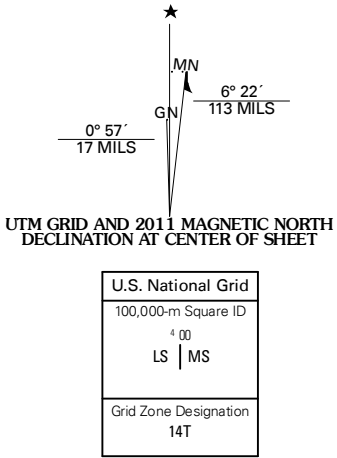 MN
GN
6° 22´
113 MILS
0° 57´
17 MILS
UTM GRID AND 2011 MAGNETIC NORTH
DECLINATION AT CENTER OF SHEET
U.S. National Grid
100,000-m Square ID
4 00
LS MS
Grid Zone Designation
14T